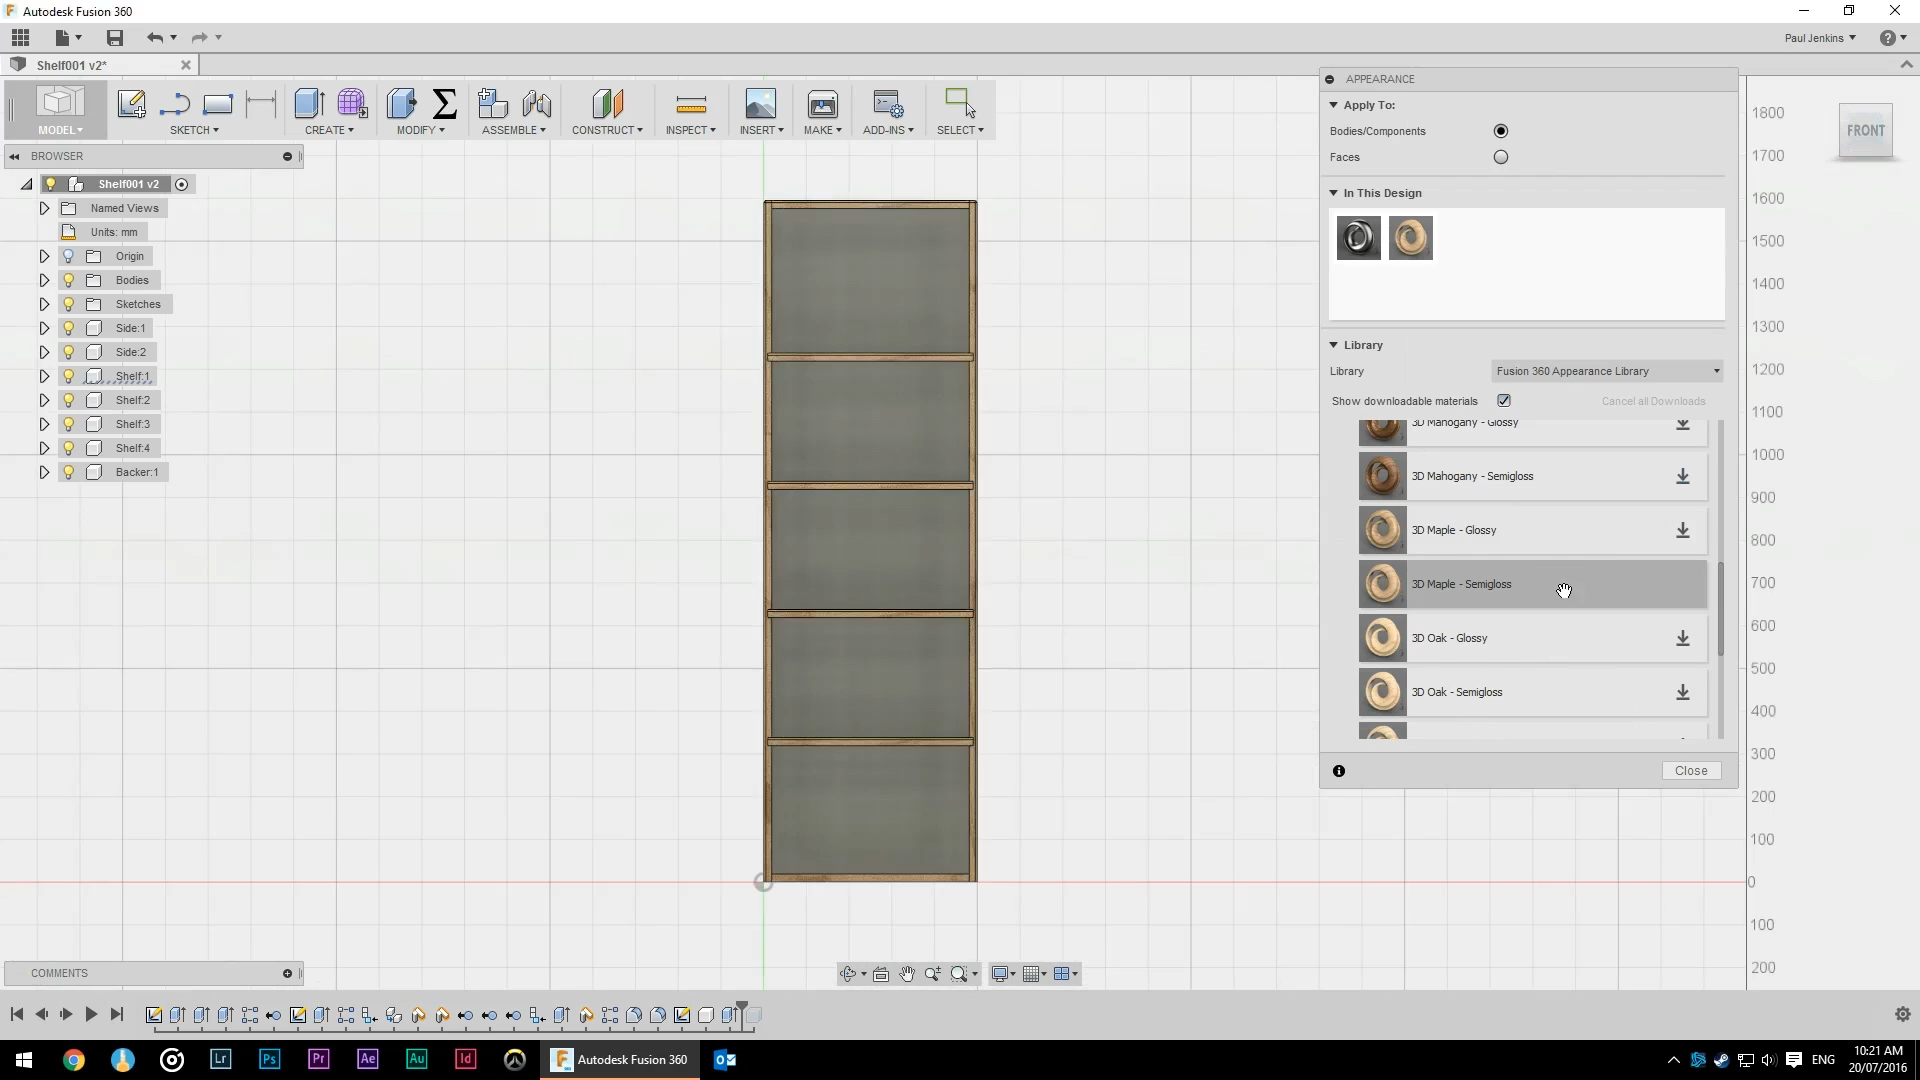 Autodesk Fusion 360
Paul Jenkins
Shelf001 v2*
MODEL
SKETCH
CREATE
MODIFY
ASSEMBLE
CONSTRUCT
INSPECT
INSERT
MAKE
ADD-INS
SELECT
BROWSER
Shelf001 v2
Named Views
Units: mm
Origin
Bodies
Sketches
Side:1
Side:2
Shelf:1
Shelf:2
Shelf:3
Shelf:4
Backer:1
APPEARANCE
Apply To:
Bodies/Components
Faces
In This Design
Library
Library
Fusion 360 Appearance Library
Show downloadable materials
Cancel all Downloads
3D Mahogany - Glossy
3D Mahogany - Semigloss
3D Maple - Glossy
3D Maple - Semigloss
3D Oak - Glossy
3D Oak - Semigloss
Close
FRONT
1800
1700
1600
1500
1400
1300
1200
1100
1000
900
800
700
600
500
400
300
200
100
0
100
200
COMMENTS
Lr
Ps
Pr
Ae
Au
Id
Autodesk Fusion 360
ENG
10:21 AM
20/07/2016